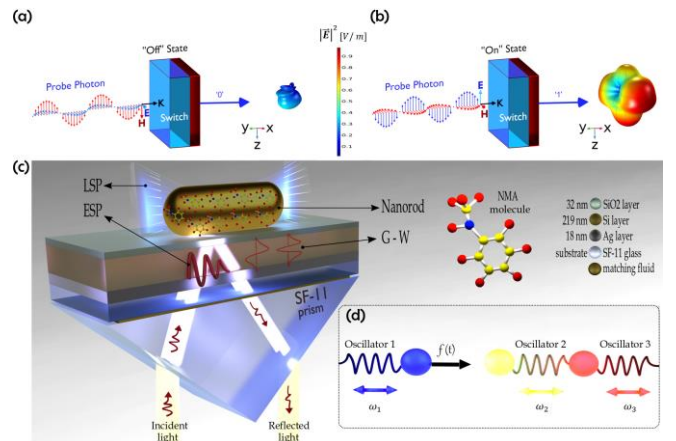 (a)
"Off" State
Probe Photon
K
E
H
Switch
'0'
y x
z
|E|² [V/m]
0.9
0.8
0.7
0.6
0.5
0.4
0.3
0.2
0.1
(b)
"On" State
Probe Photon
E
K
H
Switch
'1'
y x
z
(c)
LSP
ESP
Nanorod
G - W
SF-11
prism
Incident
light
Reflected
light
NMA
molecule
32 nm SiO2 layer
219 nm Si layer
18 nm Ag layer
substrate SF-11 glass
matching fluid
(d)
Oscillator 1
f(t)
Oscillator 2
Oscillator 3
ω1
ω2
ω3